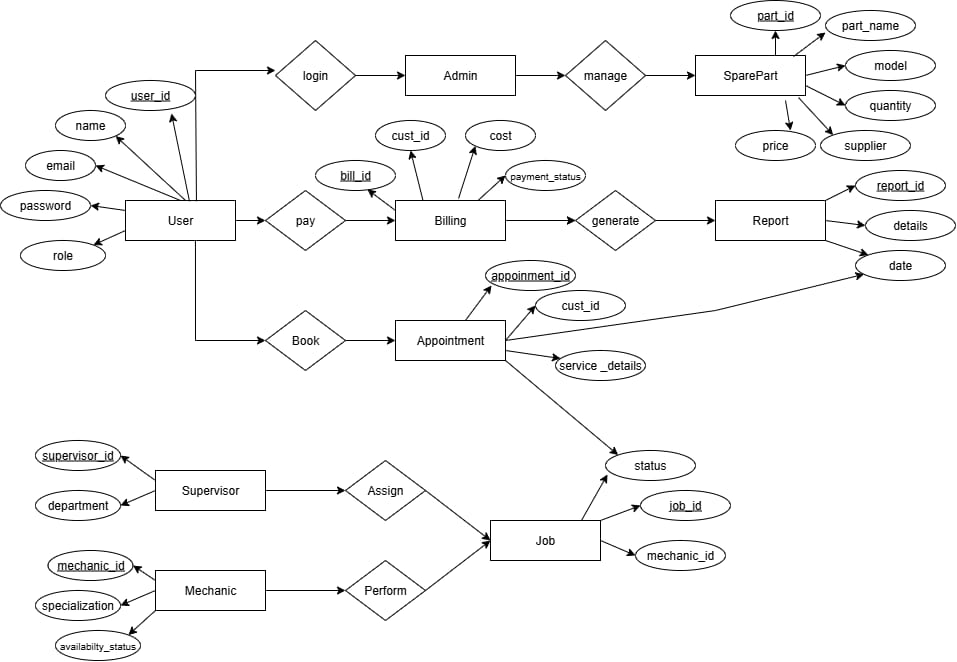 part_id
part_name
login
Admin
manage
SparePart
model
quantity
user_id
name
cust_id
cost
price
supplier
email
bill_id
payment_status
report_id
password
User
pay
Billing
generate
Report
details
role
date
appoinment_id
cust_id
Book
Appointment
service _details
supervisor_id
status
Supervisor
Assign
department
job_id
Job
mechanic_id
mechanic_id
Mechanic
Perform
specialization
availabilty_status